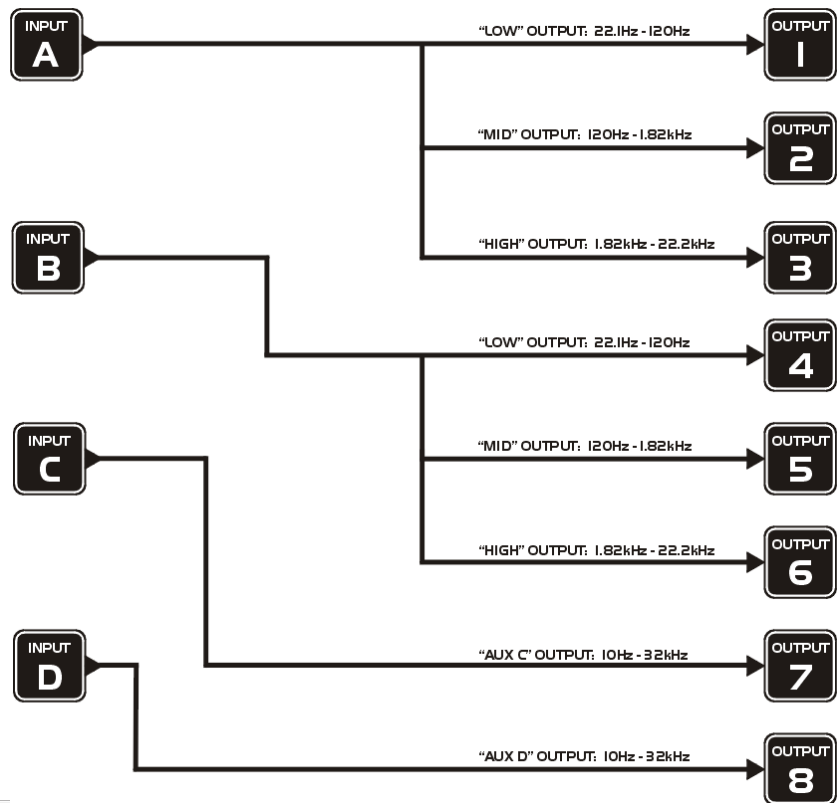 INPUT
A
"LOW" OUTPUT: 22.1Hz - 120Hz
OUTPUT
1
"MID" OUTPUT: 120Hz - 1.82kHz
OUTPUT
2
INPUT
B
"HIGH" OUTPUT: 1.82kHz - 22.2kHz
OUTPUT
3
"LOW" OUTPUT: 22.1Hz - 120Hz
OUTPUT
4
INPUT
C
"MID" OUTPUT: 120Hz - 1.82kHz
OUTPUT
5
"HIGH" OUTPUT: 1.82kHz - 22.2kHz
OUTPUT
6
INPUT
D
"AUX C" OUTPUT: 10Hz - 32kHz
OUTPUT
7
"AUX D" OUTPUT: 10Hz - 32kHz
OUTPUT
8